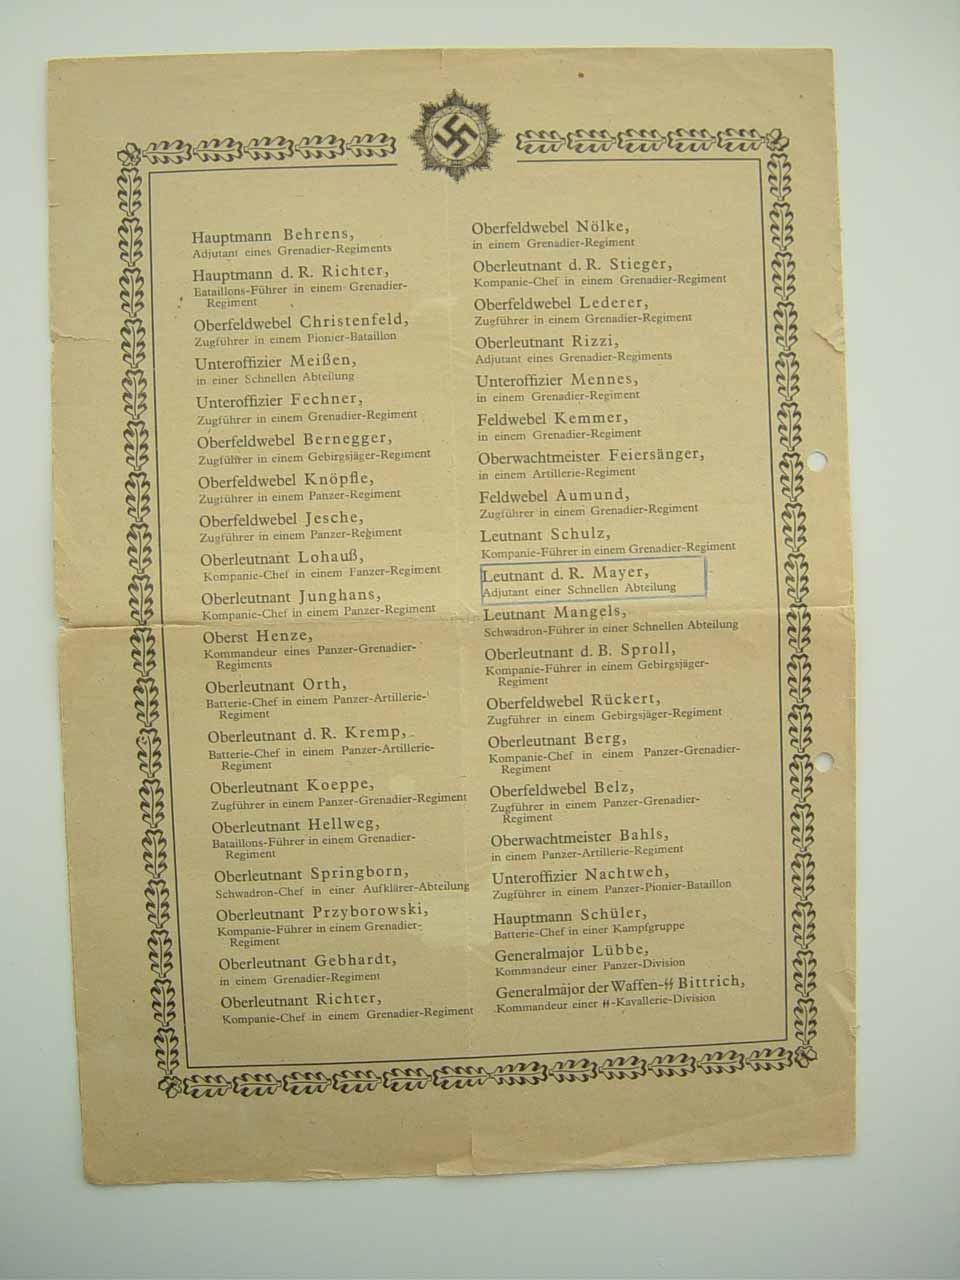 Hauptmann Behrens,
Adjutant eines Grenadier-Regiments
Hauptmann d. R. Richter,
Bataillons-Führer in einem Grenadier-
Regiment
Oberfeldwebel Christenfeld,
Zugführer in einem Pionier-Bataillon
Unteroffizier Meißen,
in einer Schnellen Abteilung
Unteroffizier Fechner,
Zugführer in einem Grenadier-Regiment
Oberfeldwebel Bernegger,
Zugführer in einem Gebirgsjäger-Regiment
Oberfeldwebel Knöpfle,
Zugführer in einem Panzer-Regiment
Oberfeldwebel Jesche,
Zugführer in einem Panzer-Regiment
Oberleutnant Lohauß,
Kompanie-Chef in einem Panzer-Regiment
Oberleutnant Junghans,
Kompanie-Chef in einem Panzer-Regiment
Oberst Henze,
Kommandeur eines Panzer-Grenadier-
Regiments
Oberleutnant Orth,
Batterie-Chef in einem Panzer-Artillerie-
Regiment
Oberleutnant d. R. Kremp,
Batterie-Chef in einem Panzer-Artillerie-
Regiment
Oberleutnant Koeppe,
Zugführer in einem Panzer-Grenadier-Regiment
Oberleutnant Hellweg,
Bataillons-Führer in einem Grenadier-
Regiment
Oberleutnant Springborn,
Schwadron-Chef in einer Aufklärer-Abteilung
Oberleutnant Przyborowski,
Kompanie-Führer in einem Grenadier-
Regiment
Oberleutnant Gebhardt,
in einem Grenadier-Regiment
Oberleutnant Richter,
Kompanie-Chef in einem Grenadier-Regiment
Oberfeldwebel Nölke,
in einem Grenadier-Regiment
Oberleutnant d. R. Stieger,
Kompanie-Chef in einem Grenadier-Regiment
Oberfeldwebel Lederer,
Zugführer in einem Grenadier-Regiment
Oberleutnant Rizzi,
Adjutant eines Grenadier-Regiments
Unteroffizier Mennes,
in einem Grenadier-Regiment
Feldwebel Kemmer,
in einem Grenadier-Regiment
Oberwachtmeister Feiersänger,
in einem Artillerie-Regiment
Feldwebel Aumund,
Zugführer in einem Grenadier-Regiment
Leutnant Schulz,
Kompanie-Führer in einem Grenadier-Regiment
Leutnant d. R. Mayer,
Adjutant einer Schnellen Abteilung
Leutnant Mangels,
Schwadron-Führer in einer Schnellen Abteilung
Oberleutnant d. B. Sproll,
Kompanie-Führer in einem Gebirgsjäger-
Regiment
Oberfeldwebel Rückert,
Zugführer in einem Gebirgsjäger-Regiment
Oberleutnant Berg,
Kompanie-Chef in einem Panzer-Grenadier-
Regiment
Oberfeldwebel Belz,
Zugführer in einem Panzer-Grenadier-
Regiment
Oberwachtmeister Bahls,
in einem Panzer-Artillerie-Regiment
Unteroffizier Nachtweh,
Zugführer in einem Panzer-Pionier-Bataillon
Hauptmann Schüler,
Batterie-Chef in einer Kampfgruppe
Generalmajor Lübbe,
Kommandeur einer Panzer-Division
Generalmajor der Waffen-ᛋᛋ Bittrich,
Kommandeur einer ᛋᛋ-Kavallerie-Division